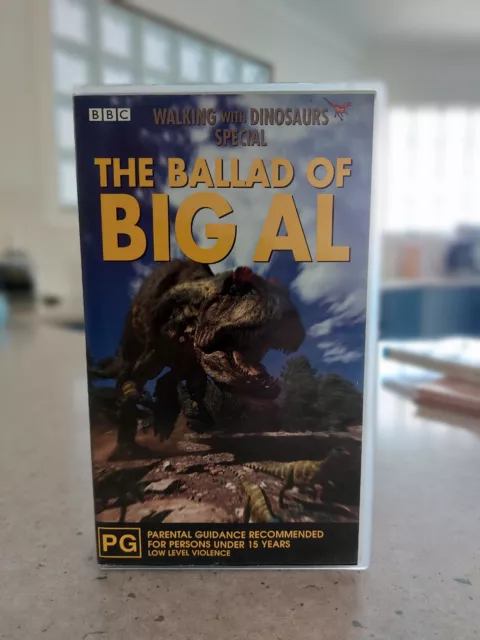 BBC
WALKING WITH DINOSAURS
SPECIAL
THE BALLAD OF
BIG AL
PG
PARENTAL GUIDANCE RECOMMENDED
FOR PERSONS UNDER 15 YEARS
LOW LEVEL VIOLENCE